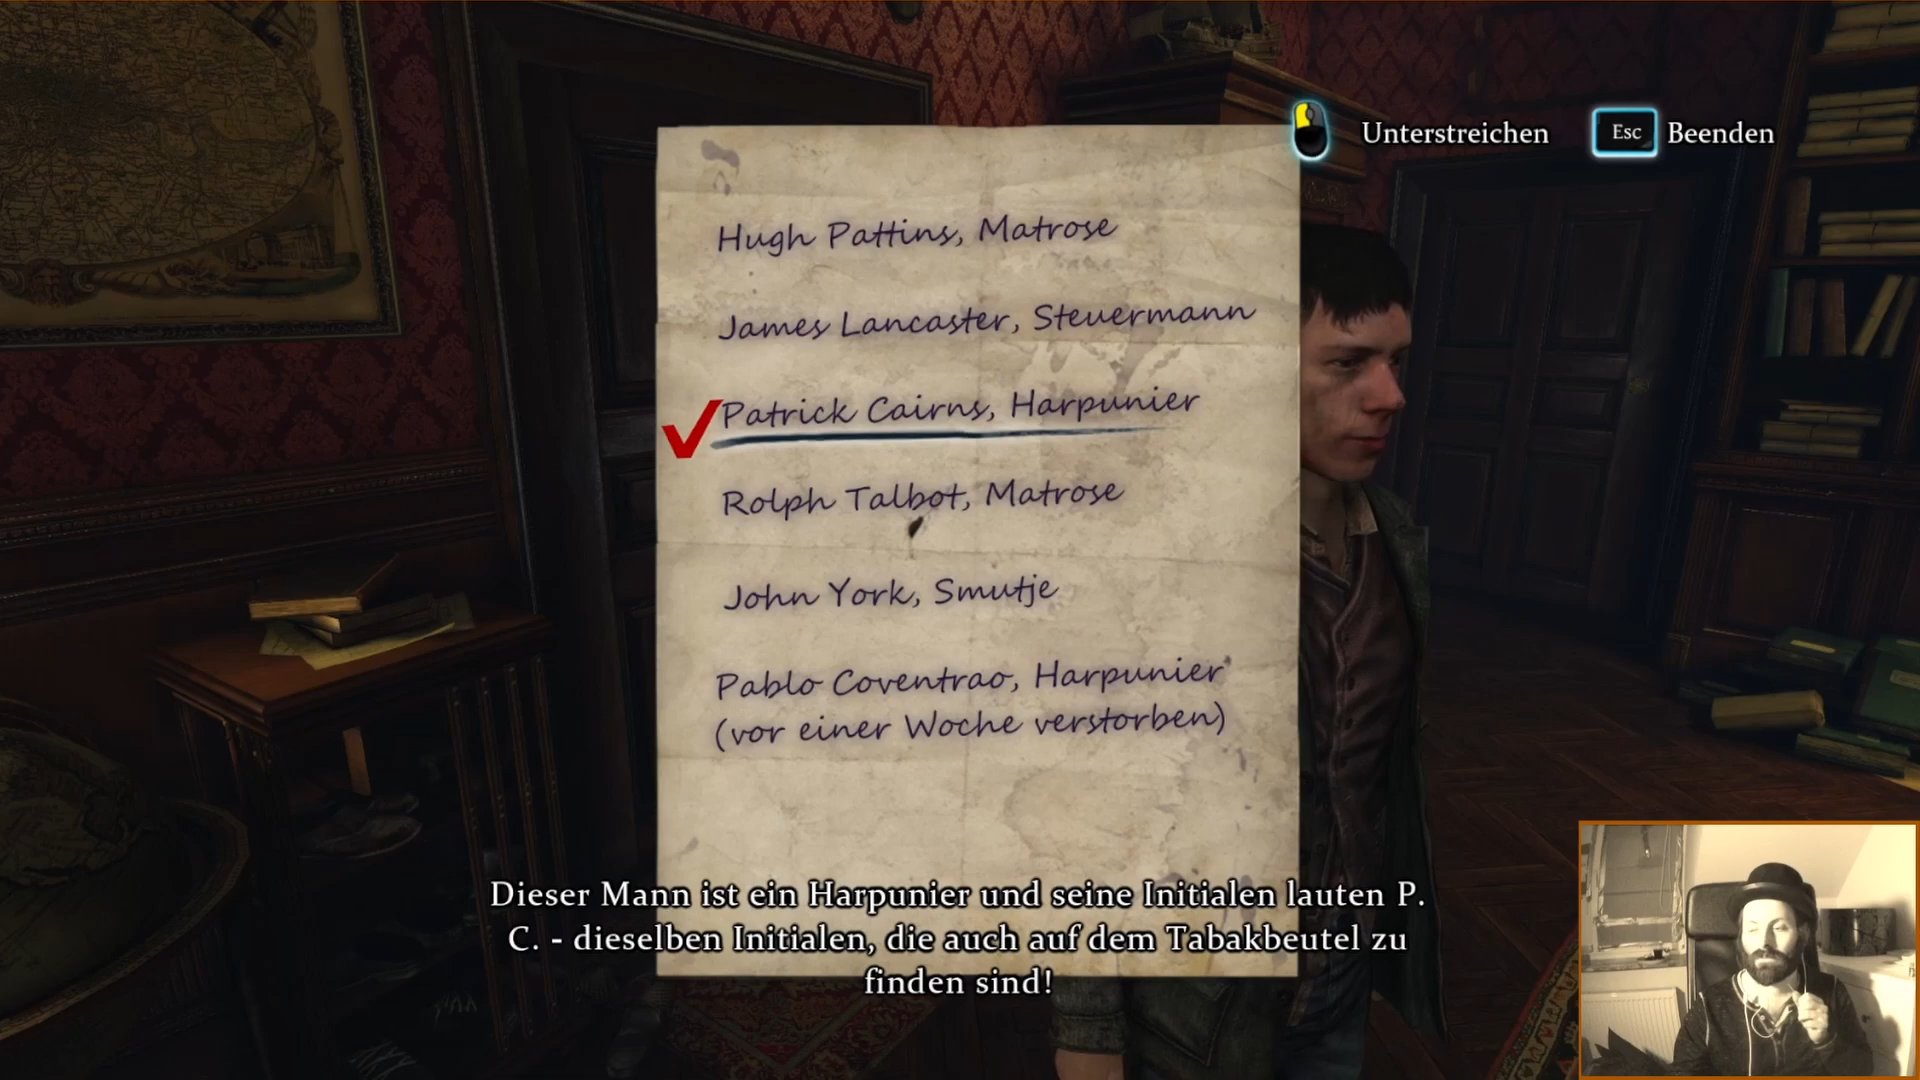 Unterstreichen
Esc Beenden
Hugh Pattins, Matrose
James Lancaster, Steuermann
Patrick Cairns, Harpunier
Rolph Talbot, Matrose
John York, Smutje
Pablo Coventrao, Harpunier
(vor einer Woche verstorben)
Dieser Mann ist ein Harpunier und seine Initialen lauten P.
C. - dieselben Initialen, die auch auf dem Tabakbeutel zu
finden sind!